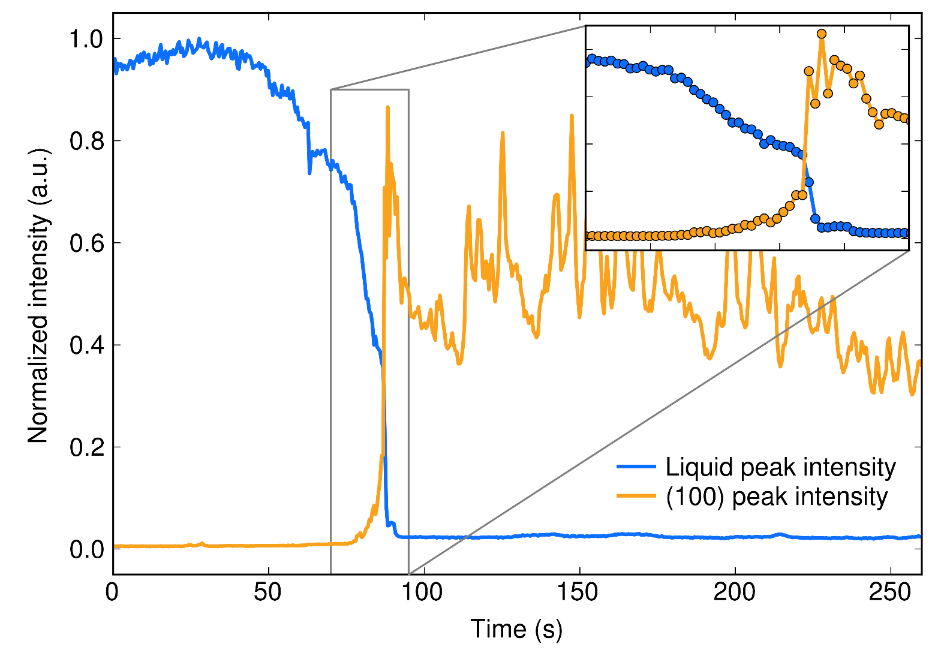 Normalized intensity (a.u.)
1.0
0.8
0.6
0.4
0.2
0.0
Liquid peak intensity
(100) peak intensity
0 50 100 150 200 250
Time (s)